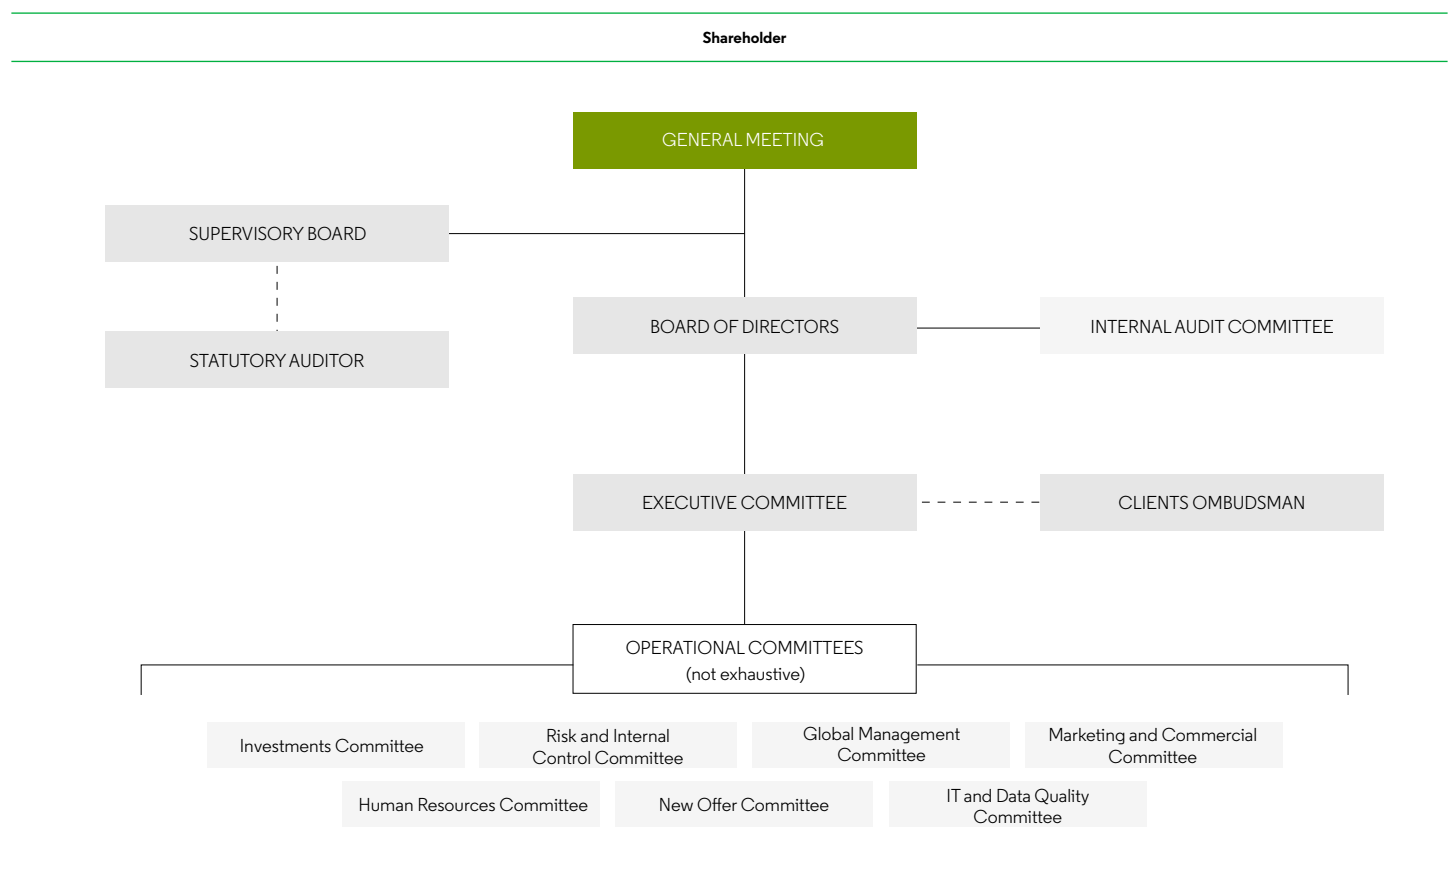 Shareholder
GENERAL MEETING
SUPERVISORY BOARD
BOARD OF DIRECTORS
INTERNAL AUDIT COMMITTEE
STATUTORY AUDITOR
EXECUTIVE COMMITTEE
CLIENTS OMBUDSMAN
OPERATIONAL COMMITTEES
(not exhaustive)
Investments Committee
Risk and Internal
Control Committee
Global Management
Committee
Marketing and Commercial
Committee
Human Resources Committee
New Offer Committee
IT and Data Quality
Committee